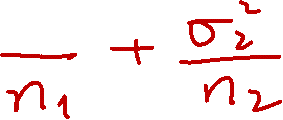 — / n₁ + σ₂² / n₂